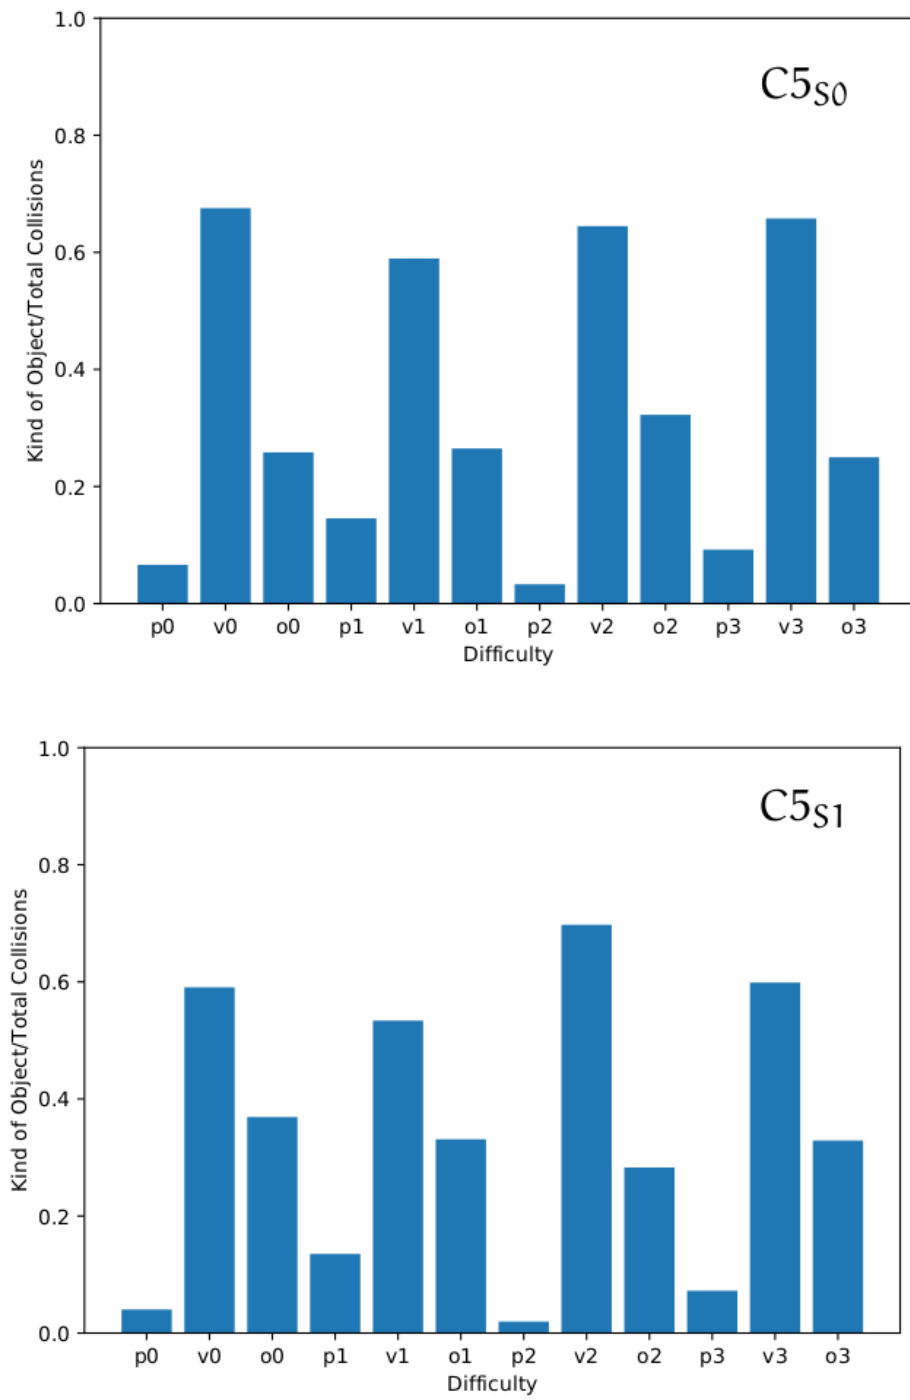 1.0
C5S0
0.8
0.6
0.4
0.2
0.0
Kind of Object/Total Collisions
p0 v0 o0 p1 v1 o1 p2 v2 o2 p3 v3 o3
Difficulty
1.0
C5S1
0.8
0.6
0.4
0.2
0.0
Kind of Object/Total Collisions
p0 v0 o0 p1 v1 o1 p2 v2 o2 p3 v3 o3
Difficulty